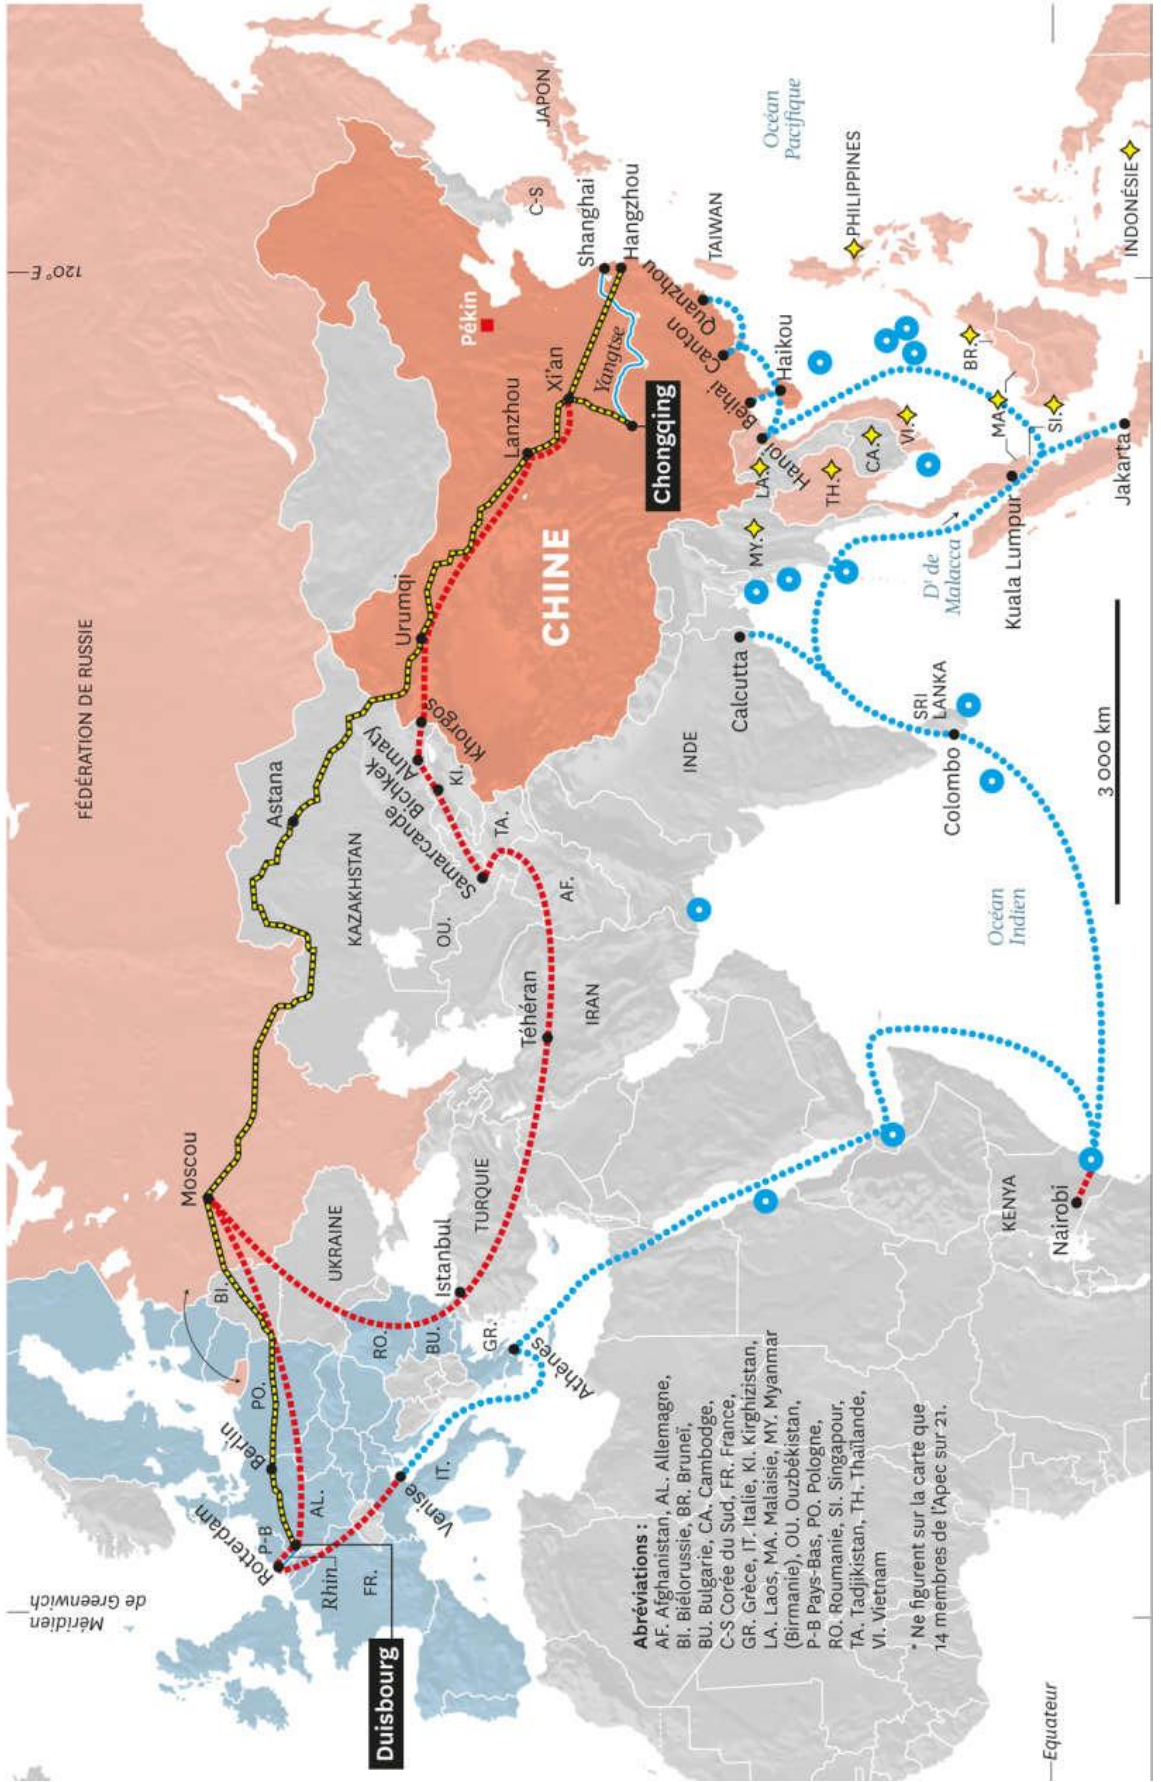 Méridien
de Greenwich
120° E
FÉDÉRATION DE RUSSIE
Moscou
Astana
KAZAKHSTAN
BI.
PO.
Berlin
Rotterdam
P-B
AL.
Rhin
FR.
Duisbourg
UKRAINE
RO.
BU.
Istanbul
TURQUIE
GR.
Athènes
Venise
IT.
Téhéran
IRAN
OU.
AF.
TA.
KI.
Samarcande
Bichkek
Almaty
Khorgos
Urumqi
Lanzhou
Xi'an
Pékin
CHINE
Chongqing
Yangtse
Shanghai
Hangzhou
C-S
JAPON
TAIWAN
Quanzhou
Canton
Beihai
Haikou
Hanoi
LA.
MY.
TH.
CA.
VI.
Océan
Pacifique
PHILIPPINES
BR.
MA.
SI.
INDONÉSIE
Jakarta
Kuala Lumpur
Dt de
Malacca
INDE
Calcutta
SRI
LANKA
Colombo
Océan
Indien
3 000 km
KENYA
Nairobi
Equateur
Abréviations :
AF. Afghanistan, AL. Allemagne,
BI. Biélorussie, BR. Bruneï,
BU. Bulgarie, CA. Cambodge,
C-S Corée du Sud, FR. France,
GR. Grèce, IT. Italie, KI. Kirghizistan,
LA. Laos, MA. Malaisie, MY. Myanmar
(Birmanie), OU. Ouzbékistan,
P-B Pays-Bas, PO. Pologne,
RO. Roumanie, SI. Singapour,
TA. Tadjikistan, TH. Thaïlande,
VI. Vietnam
* Ne figurent sur la carte que
14 membres de l'Apec sur 21.